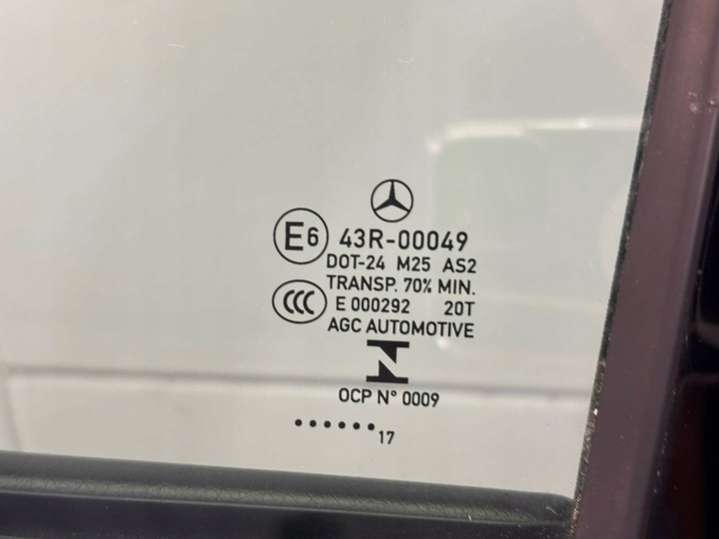 E6 43R-00049
DOT-24 M25 AS2
TRANSP. 70% MIN.
CCC E 000292 20T
AGC AUTOMOTIVE
N
OCP N° 0009
••••••17